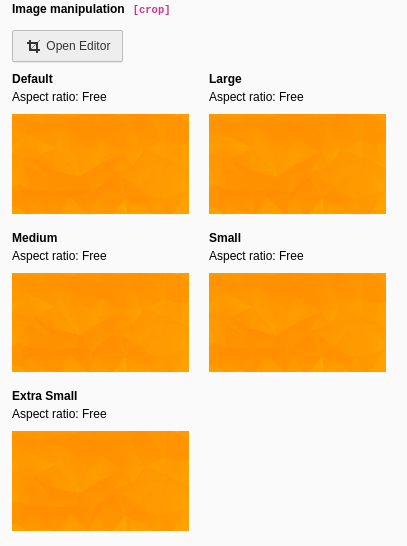 Image manipulation [crop]
Open Editor
Default
Aspect ratio: Free
Large
Aspect ratio: Free
Medium
Aspect ratio: Free
Small
Aspect ratio: Free
Extra Small
Aspect ratio: Free